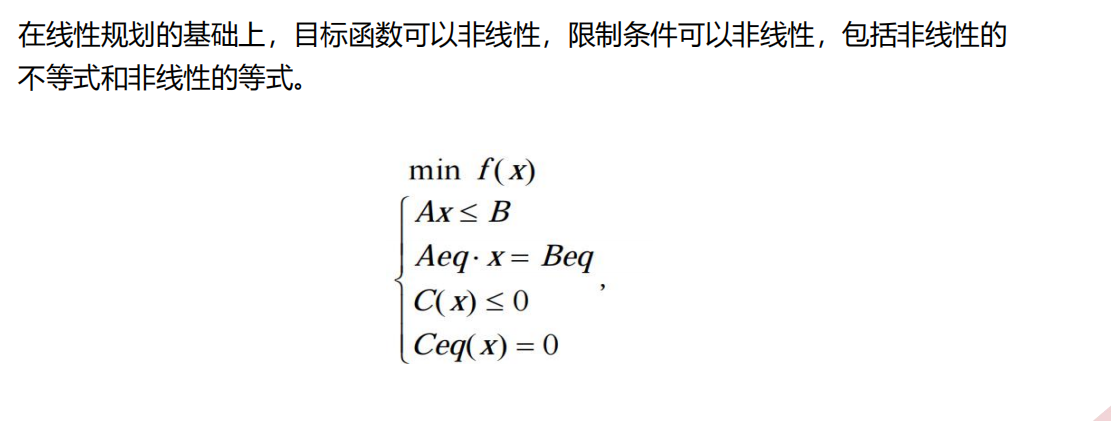 在线性规划的基础上，目标函数可以非线性，限制条件可以非线性，包括非线性的
不等式和非线性的等式。
min f(x)
Ax ≤ B
Aeq · x = Beq
C(x) ≤ 0 ,
Ceq(x) = 0